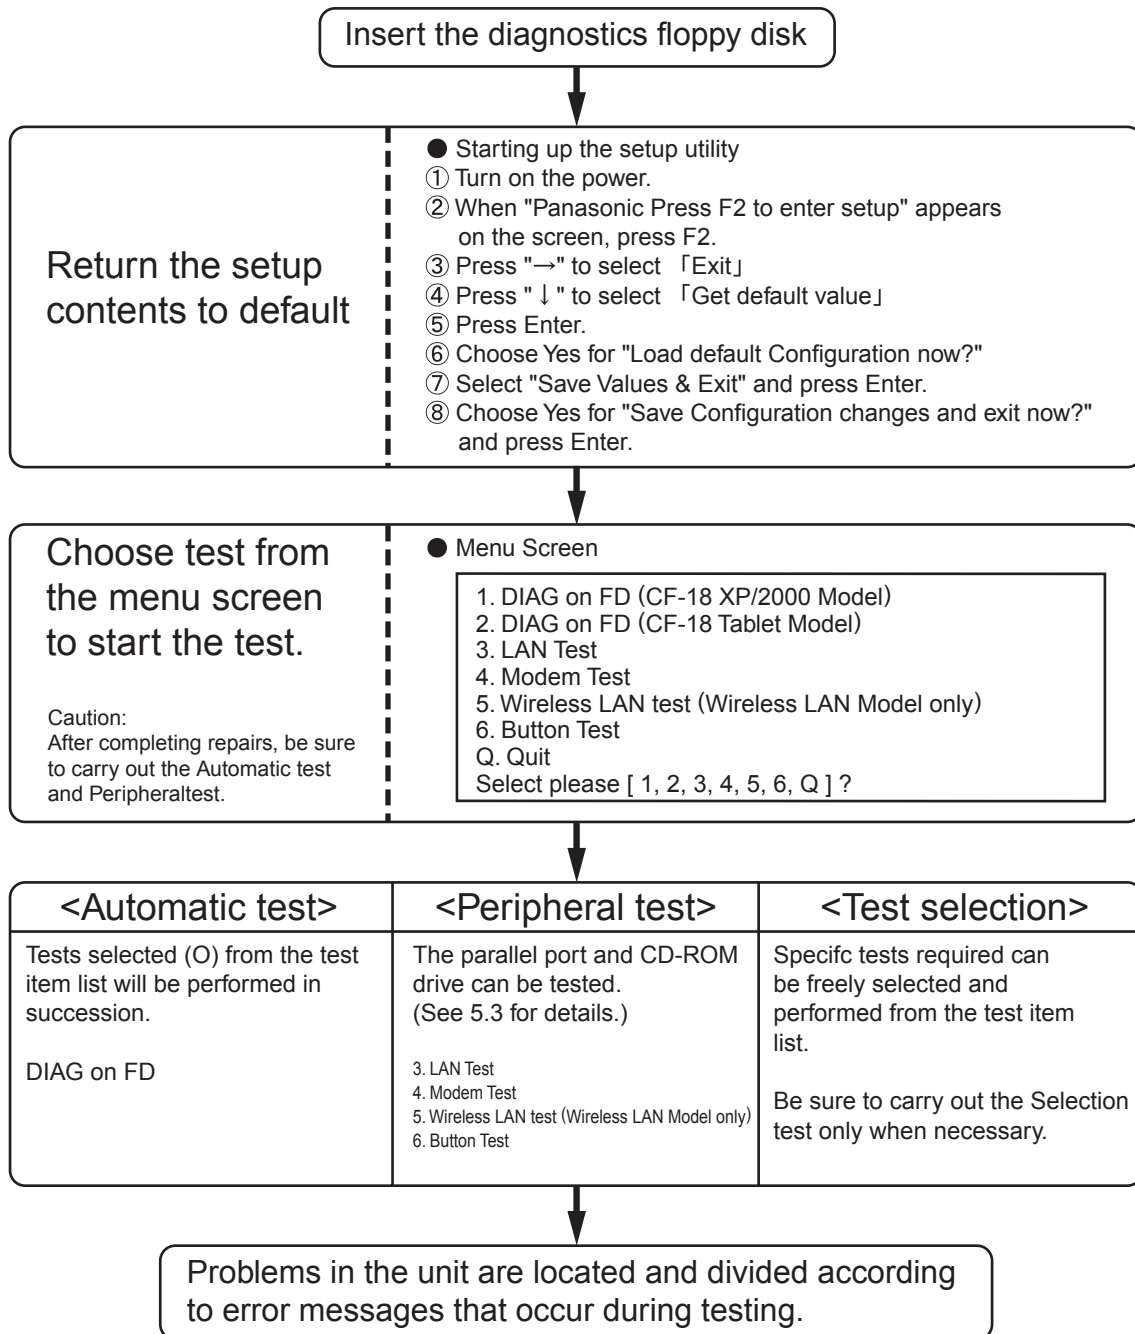 Insert the diagnostics floppy disk
Return the setup
contents to default
● Starting up the setup utility
① Turn on the power.
② When "Panasonic Press F2 to enter setup" appears
on the screen, press F2.
③ Press "→" to select 「Exit」
④ Press "↓" to select 「Get default value」
⑤ Press Enter.
⑥ Choose Yes for "Load default Configuration now?"
⑦ Select "Save Values & Exit" and press Enter.
⑧ Choose Yes for "Save Configuration changes and exit now?"
and press Enter.
Choose test from
the menu screen
to start the test.
Caution:
After completing repairs, be sure
to carry out the Automatic test
and Peripheraltest.
● Menu Screen
1. DIAG on FD (CF-18 XP/2000 Model)
2. DIAG on FD (CF-18 Tablet Model)
3. LAN Test
4. Modem Test
5. Wireless LAN test (Wireless LAN Model only)
6. Button Test
Q. Quit
Select please [ 1, 2, 3, 4, 5, 6, Q ] ?
<Automatic test>
Tests selected (O) from the test
item list will be performed in
succession.
DIAG on FD
<Peripheral test>
The parallel port and CD-ROM
drive can be tested.
(See 5.3 for details.)
3. LAN Test
4. Modem Test
5. Wireless LAN test (Wireless LAN Model only)
6. Button Test
<Test selection>
Specifc tests required can
be freely selected and
performed from the test item
list.
Be sure to carry out the Selection
test only when necessary.
Problems in the unit are located and divided according
to error messages that occur during testing.